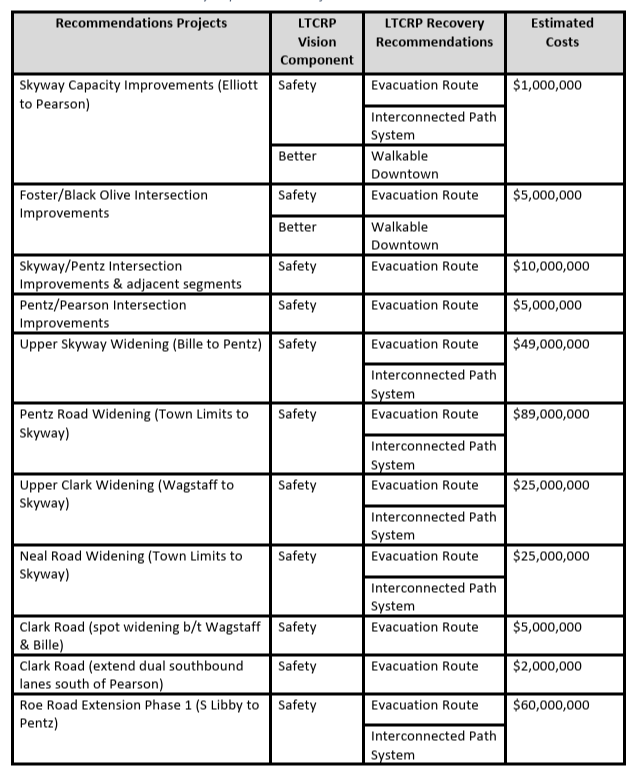 Recommendations Projects
LTCRP
Vision
Component
LTCRP Recovery
Recommendations
Estimated
Costs
Skyway Capacity Improvements (Elliott
to Pearson)
Safety
Evacuation Route
$1,000,000
Interconnected Path
System
Better
Walkable
Downtown
Foster/Black Olive Intersection
Improvements
Safety
Evacuation Route
$5,000,000
Better
Walkable
Downtown
Skyway/Pentz Intersection
Improvements & adjacent segments
Safety
Evacuation Route
$10,000,000
Pentz/Pearson Intersection
Improvements
Safety
Evacuation Route
$5,000,000
Upper Skyway Widening (Bille to Pentz)
Safety
Evacuation Route
$49,000,000
Interconnected Path
System
Pentz Road Widening (Town Limits to
Skyway)
Safety
Evacuation Route
$89,000,000
Interconnected Path
System
Upper Clark Widening (Wagstaff to
Skyway)
Safety
Evacuation Route
$25,000,000
Interconnected Path
System
Neal Road Widening (Town Limits to
Skyway)
Safety
Evacuation Route
$25,000,000
Interconnected Path
System
Clark Road (spot widening b/t Wagstaff
& Bille)
Safety
Evacuation Route
$5,000,000
Clark Road (extend dual southbound
lanes south of Pearson)
Safety
Evacuation Route
$2,000,000
Roe Road Extension Phase 1 (S Libby to
Pentz)
Safety
Evacuation Route
$60,000,000
Interconnected Path
System